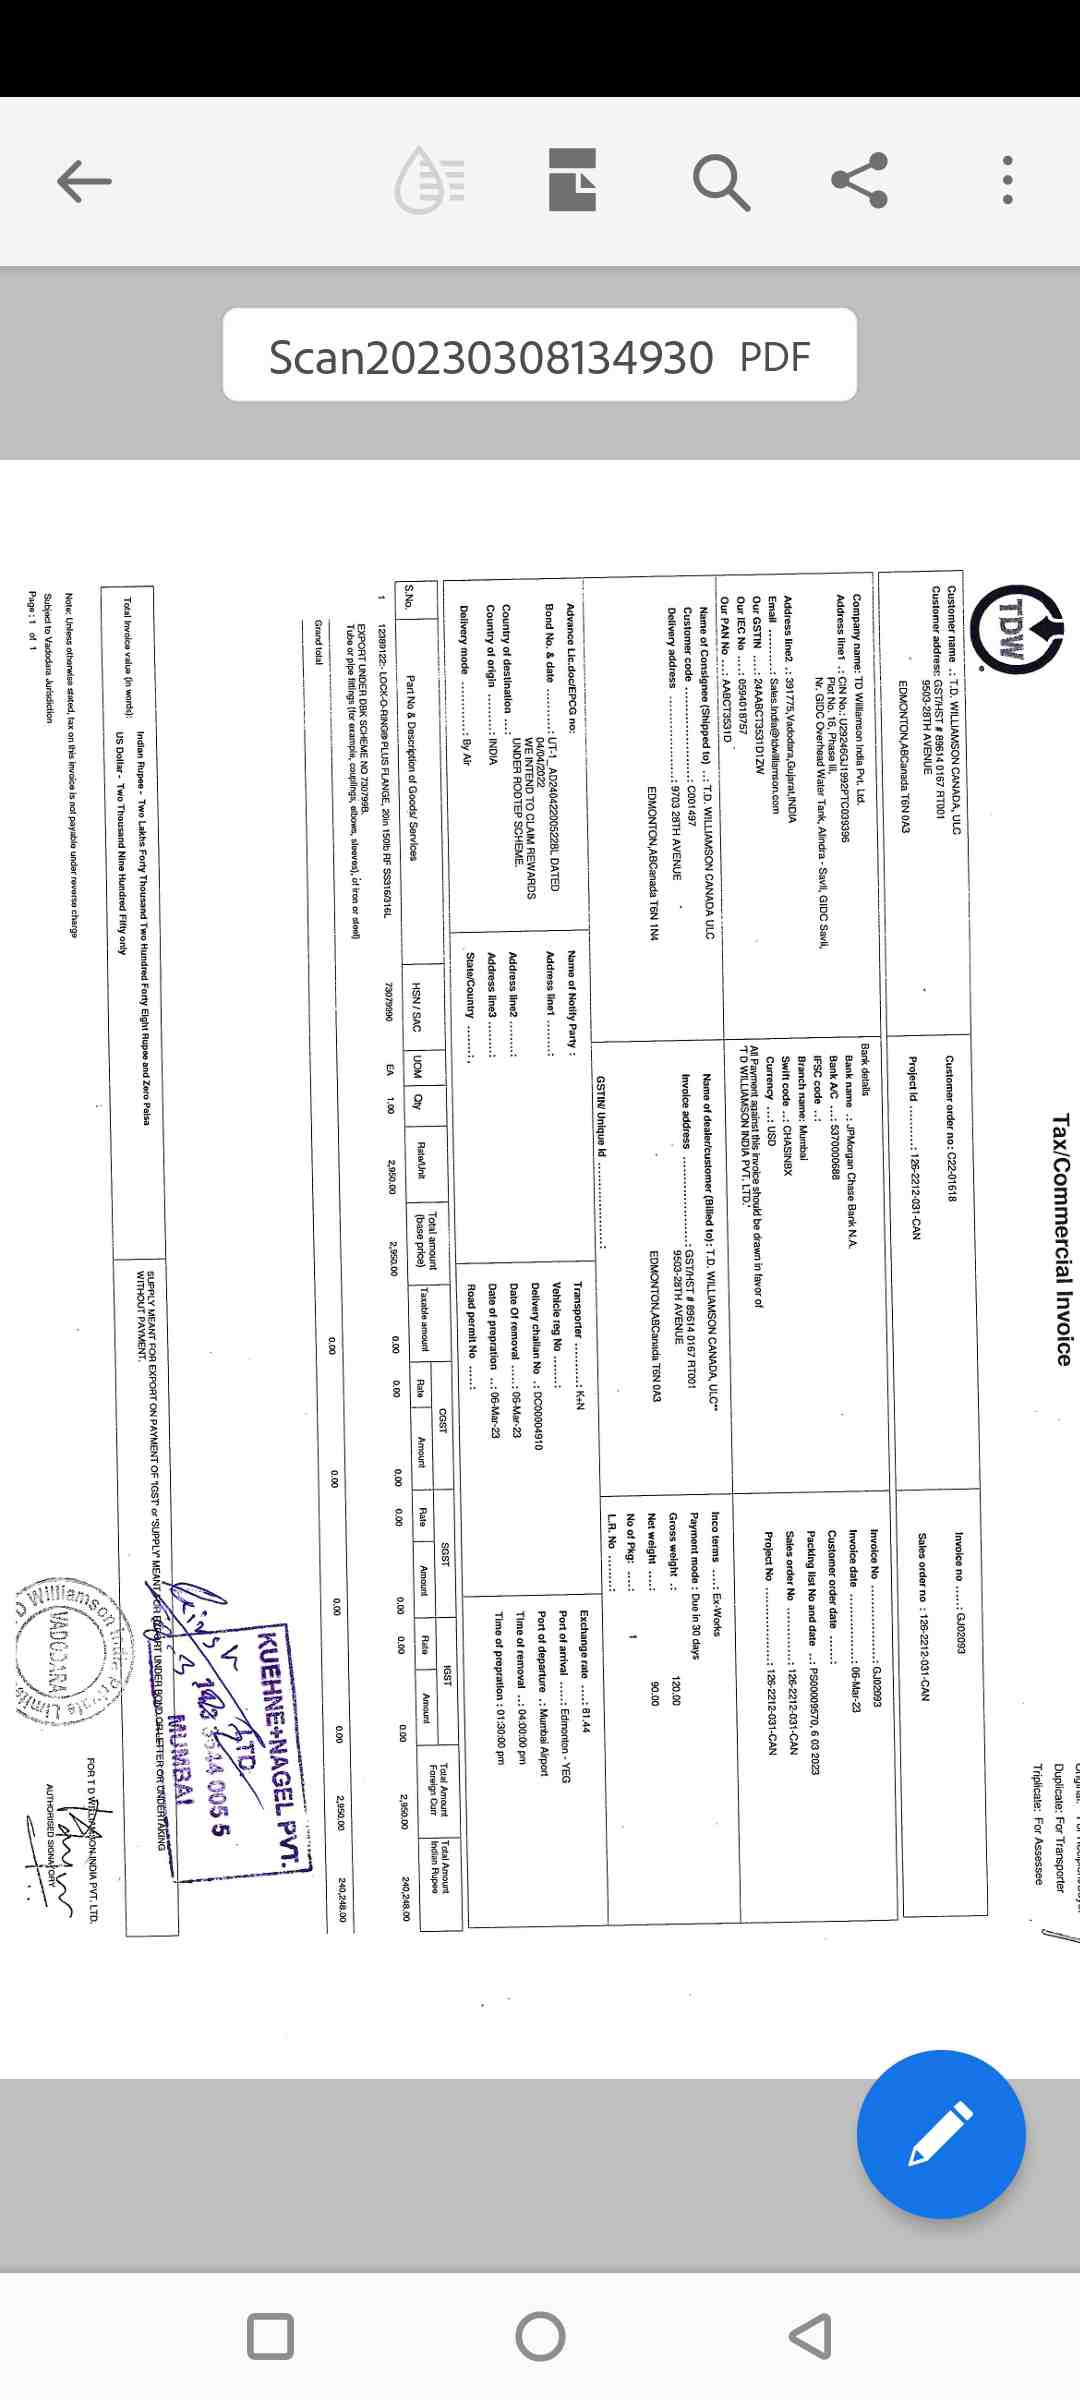 Scan20230308134930 PDF
TDW
Tax/Commercial Invoice
Duplicate: For Transporter
Triplicate: For Assessee
Customer name .: T.D. WILLIAMSON CANADA, ULC
Customer address: GST/HST # 89614 0167 RT001
9503-28TH AVENUE
EDMONTON,ABCanada T6N 0A3
Customer order no: C22-01618
Project id ...........: 126-2212-031-CAN
Invoice no .....: GJ02093
Sales order no : 126-2212-031-CAN
Company name: TD Williamson India Pvt. Ltd.
Address line1 .: CIN No.: U29246GJ1992PTC039396
Plot No. 16, Phase III,
Nr. GIDC Overhead Water Tank, Alindra - Savli, GIDC Savli,
Address line2 .: 391775,Vadodara,Gujarat,INDIA
Email ...........: Sales.India@tdwilliamson.com
Our GSTIN ....: 24AABCT3531D1ZW
Our IEC No ....: 0594018757
Our PAN No ...: AABCT3531D
Bank details
Bank name ..: JPMorgan Chase Bank N.A.
Bank A/C ....: 5370000688
IFSC code ..:
Branch name: Mumbai
Swift code ..: CHASINBX
Currency ....: USD
All Payment against this invoice should be drawn in favor of
"T D WILLIAMSON INDIA PVT. LTD."
Invoice No ....................: GJ02093
Invoice date ..................: 06-Mar-23
Customer order date ......:
Packing list No and date ..: PS00009570, 6 03 2023
Sales order No ..............: 126-2212-031-CAN
Project No ....................: 126-2212-031-CAN
Name of Consignee (Shipped to) ...: T.D. WILLIAMSON CANADA ULC
Customer code .......................: C001497
Delivery address ......................: 9703 28TH AVENUE
EDMONTON,ABCanada T6N 1N4
Name of dealer/customer (Billed to): T.D. WILLIAMSON CANADA, ULC**
Invoice address ......................: GST/HST # 89614 0167 RT001
9503-28TH AVENUE
EDMONTON,ABCanada T6N 0A3
GSTIN/ Unique Id ......................:
Inco terms .....: Ex-Works
Payment mode : Due in 30 days
Gross weight .: 120.00
Net weight ....: 90.00
No of Pkg: .....: 1
L.R. No .........:
Advance Lic.doc/EPCG no:
Bond No. & date ..........: UT-1_ AD240422005228L DATED
04/04/2022
WE INTEND TO CLAIM REWARDS
UNDER RODTEP SCHEME.
Country of destination ....:
Country of origin ..........: INDIA
Delivery mode ..............: By Air
Name of Notify Party :
Address line1 ........:
Address line2 ........:
Address line3 ........:
State/Country .......: ,
Transporter ..........: K+N
Vehicle reg No .......:
Delivery challan No .: DC00004910
Date Of removal .....: 06-Mar-23
Date of prepration ..: 06-Mar-23
Road permit No .....:
Exchange rate ....: 81.44
Port of arrival .....: Edmonton - YEG
Port of departure .: Mumbai Airport
Time of removal ...: 04:00:00 pm
Time of prepration : 01:30:00 pm
S.No. Part No & Description of Goods/ Services HSN / SAC UOM Qty Rate/Unit Total amount (base price) Taxable amount CGST Rate Amount SGST Rate Amount IGST Rate Amount Total Amount Foreign Curr Total Amount Indian Rupee
1 12389122:- LOCK-O-RING® PLUS FLANGE, 20in 150lb RF SS316/316L 73079990 EA 1.00 2,950.00 2,950.00 0.00 0.00 0.00 0.00 0.00 0.00 0.00 2,950.00 240,248.00
EXPORT UNDER DBK SCHEME NO 730799B.
Tube or pipe fittings (for example, couplings, elbows, sleeves), of iron or steel)
Grand total 0.00 0.00 0.00 0.00 2,950.00 240,248.00
KUEHNE+NAGEL PVT. LTD.
MUMBAI
Total invoice value (in words): Indian Rupee - Two Lakhs Forty Thousand Two Hundred Forty Eight Rupee and Zero Paisa
US Dollar - Two Thousand Nine Hundred Fifty only
SUPPLY MEANT FOR EXPORT ON PAYMENT OF 'IGST' or 'SUPPLY' MEANT FOR EXPORT UNDER BOND OR LETTER OR UNDERTAKING
WITHOUT PAYMENT.
Note: Unless otherwise stated, tax on this invoice is not payable under reverse charge
Subject to Vadodara Jurisdiction
Page : 1 of 1
D Williamson India Private Limited
VADODARA
FOR T D WILLIAMSON INDIA PVT. LTD.
AUTHORISED SIGNATORY